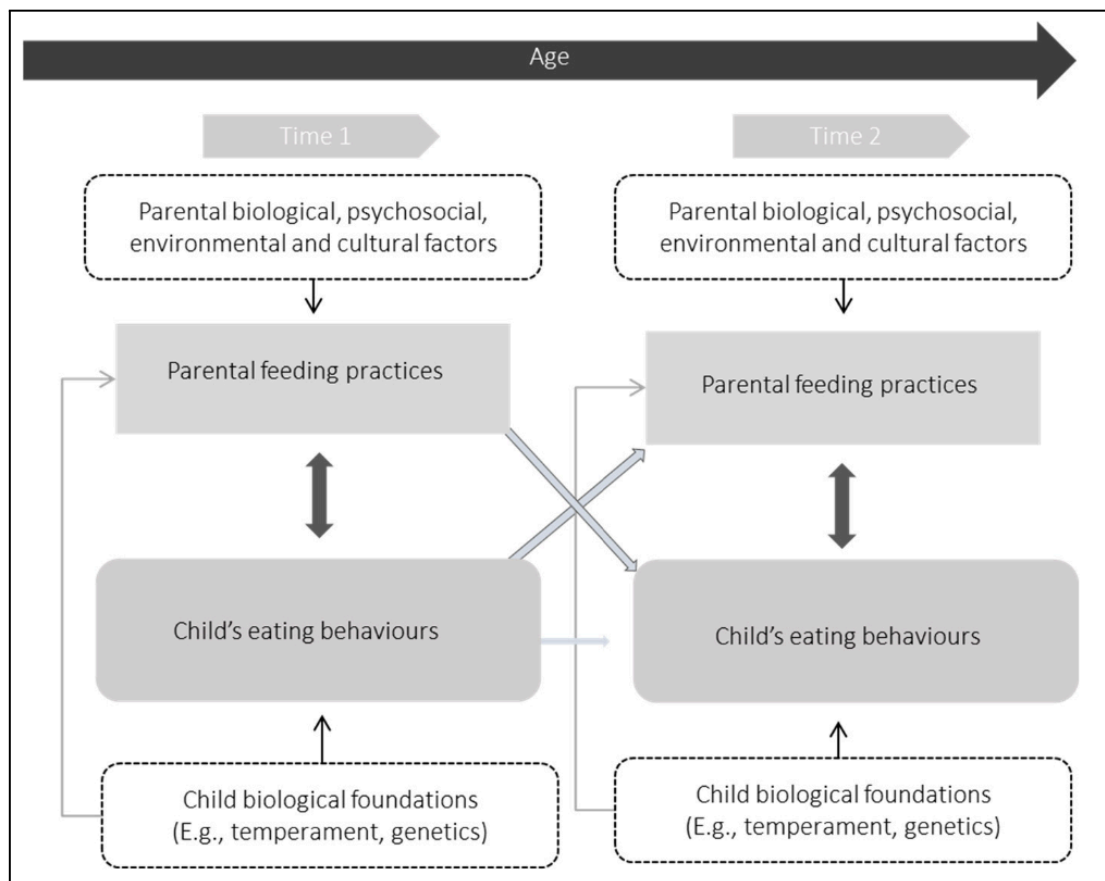 Age
Time 1
Time 2
Parental biological, psychosocial,
environmental and cultural factors
Parental biological, psychosocial,
environmental and cultural factors
Parental feeding practices
Parental feeding practices
Child’s eating behaviours
Child’s eating behaviours
Child biological foundations
(E.g., temperament, genetics)
Child biological foundations
(E.g., temperament, genetics)